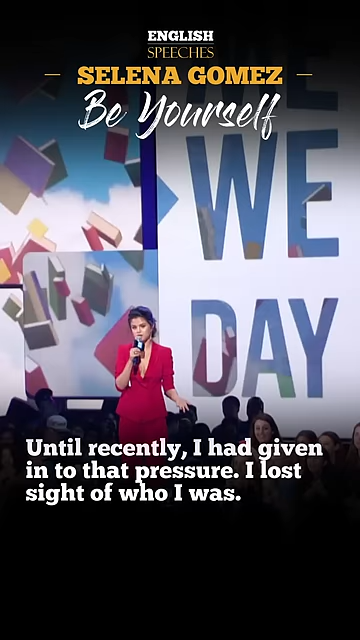 ENGLISH
SPEECHES
SELENA GOMEZ
Be Yourself
WE
DAY
Until recently, I had given
in to that pressure. I lost
sight of who I was.